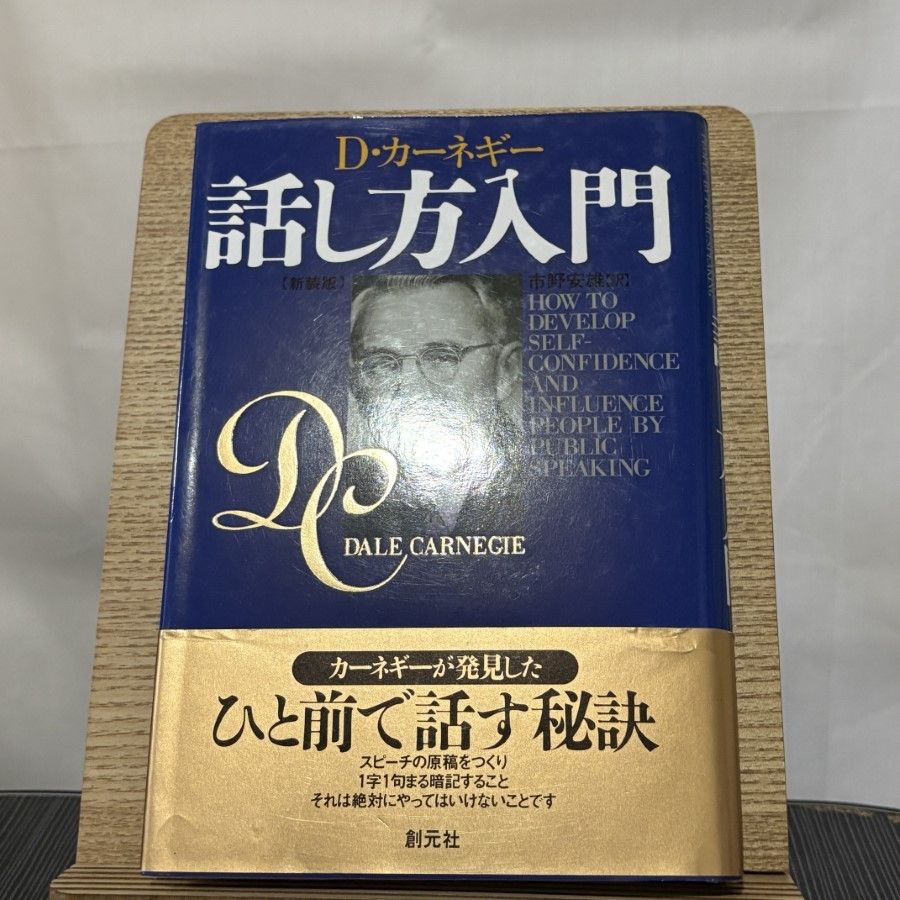 D・カーネギー
話し方入門
【新装版】
市野安雄[訳]
HOW TO
DEVELOP
SELF-
CONFIDENCE
AND
INFLUENCE
PEOPLE BY
PUBLIC
SPEAKING
DC
DALE CARNEGIE
カーネギーが発見した
ひと前で話す秘訣
スピーチの原稿をつくり
1字1句まる暗記すること
それは絶対にやってはいけないことです
創元社